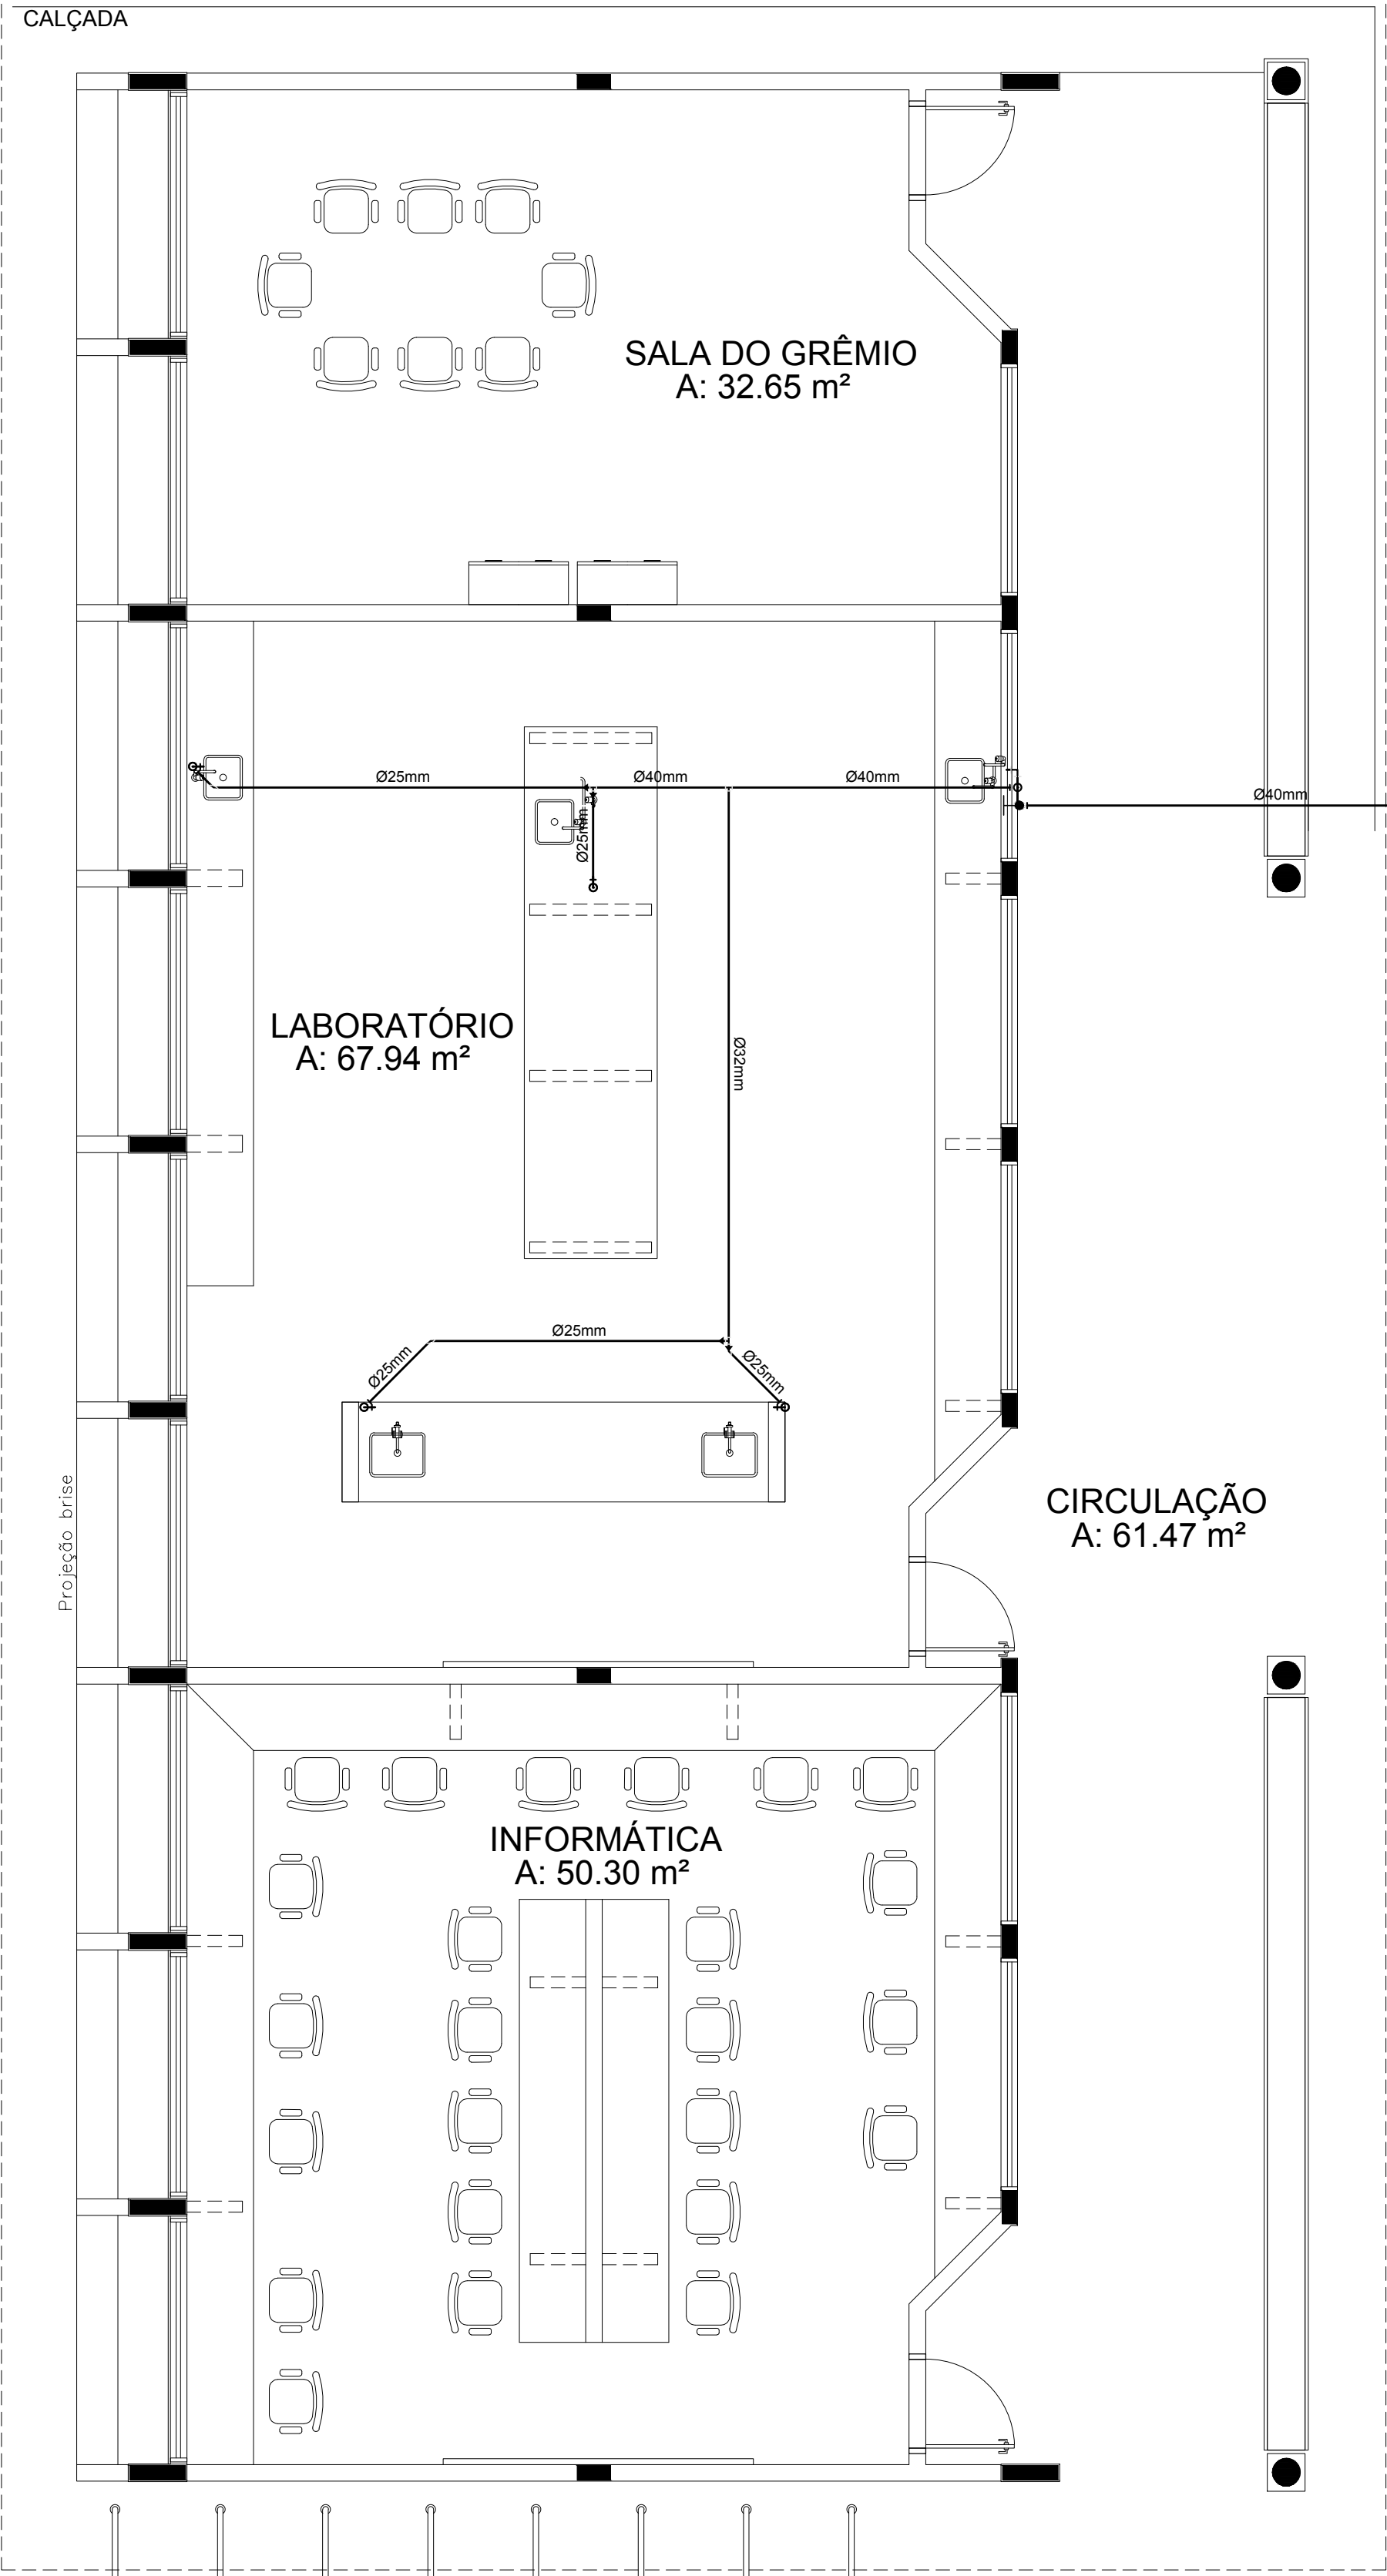 CALÇADA
SALA DO GRÊMIO
A: 32.65 m²
Ø25mm
Ø40mm
Ø40mm
Ø40mm
Ø25mm
LABORATÓRIO
A: 67.94 m²
Ø32mm
Ø25mm
Ø25mm
Ø25mm
Projeção brise
CIRCULAÇÃO
A: 61.47 m²
INFORMÁTICA
A: 50.30 m²